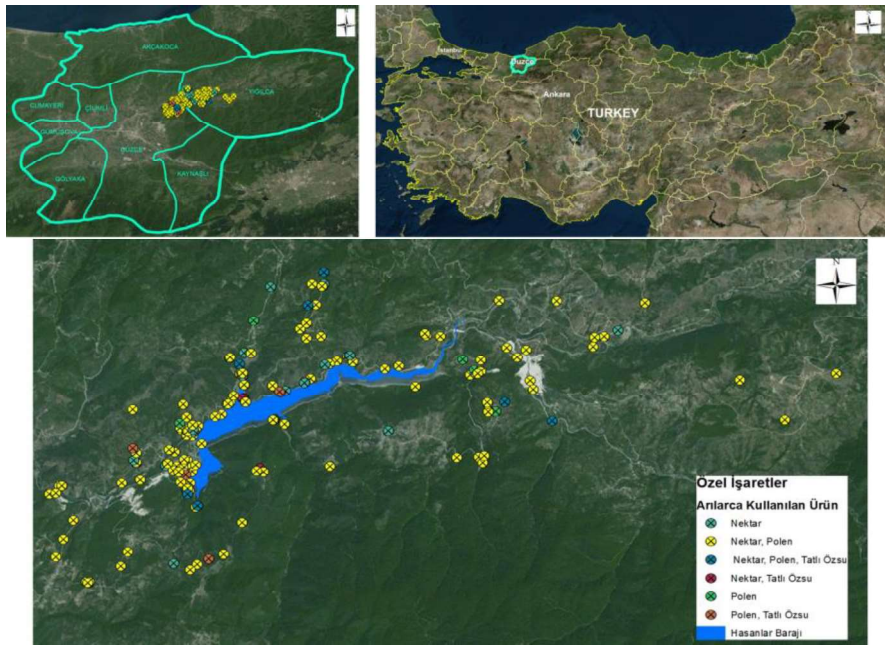 ARÇAKOCA
YIĞILCA
CUMAYERİ
ÇİLİMLİ
GÜMÜŞOVA
DÜZCE
GÖLYAKA
KAYNAŞLI
N
İstanbul
Düzce
Ankara
TURKEY
N
N
Özel İşaretler
Arılarca Kullanılan Ürün
Nektar
Nektar, Polen
Nektar, Polen, Tatlı Özsu
Nektar, Tatlı Özsu
Polen
Polen, Tatlı Özsu
Hasanlar Barajı